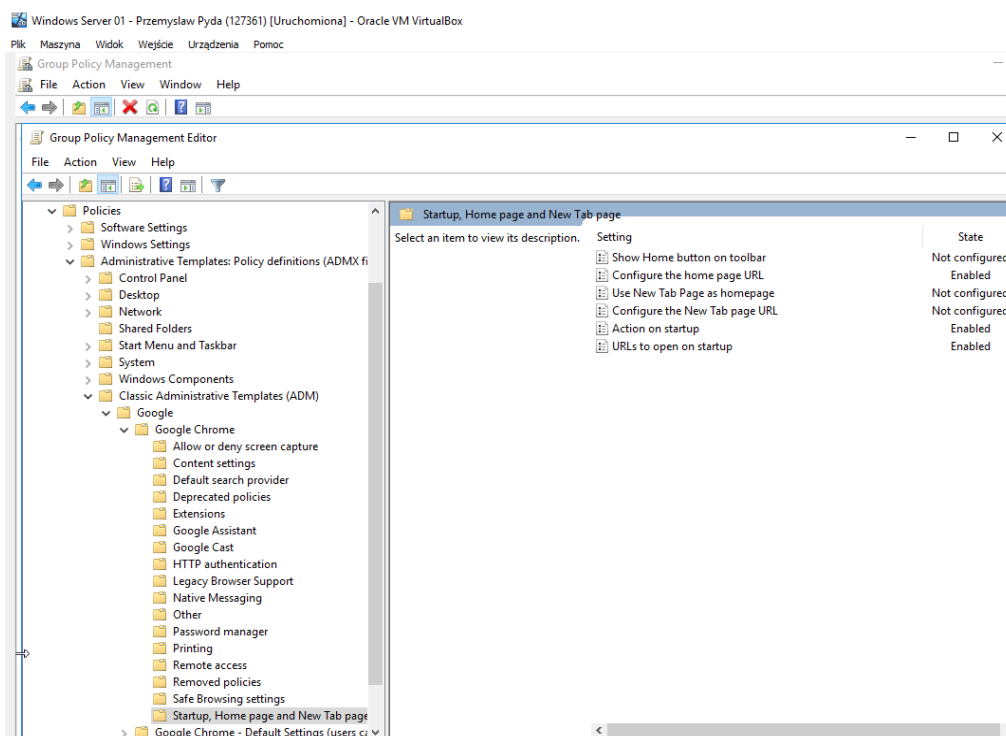 Windows Server 01 - Przemyslaw Pyda (127361) [Uruchomiona] - Oracle VM VirtualBox
Plik Maszyna Widok Wejście Urządzenia Pomoc
Group Policy Management
File Action View Window Help
Group Policy Management Editor
File Action View Help
Policies
Software Settings
Windows Settings
Administrative Templates: Policy definitions (ADMX fi
Control Panel
Desktop
Network
Shared Folders
Start Menu and Taskbar
System
Windows Components
Classic Administrative Templates (ADM)
Google
Google Chrome
Allow or deny screen capture
Content settings
Default search provider
Deprecated policies
Extensions
Google Assistant
Google Cast
HTTP authentication
Legacy Browser Support
Native Messaging
Other
Password manager
Printing
Remote access
Removed policies
Safe Browsing settings
Startup, Home page and New Tab page
Google Chrome - Default Settings (users ca
Startup, Home page and New Tab page
Select an item to view its description.
Setting State
Show Home button on toolbar Not configured
Configure the home page URL Enabled
Use New Tab Page as homepage Not configured
Configure the New Tab page URL Not configured
Action on startup Enabled
URLs to open on startup Enabled